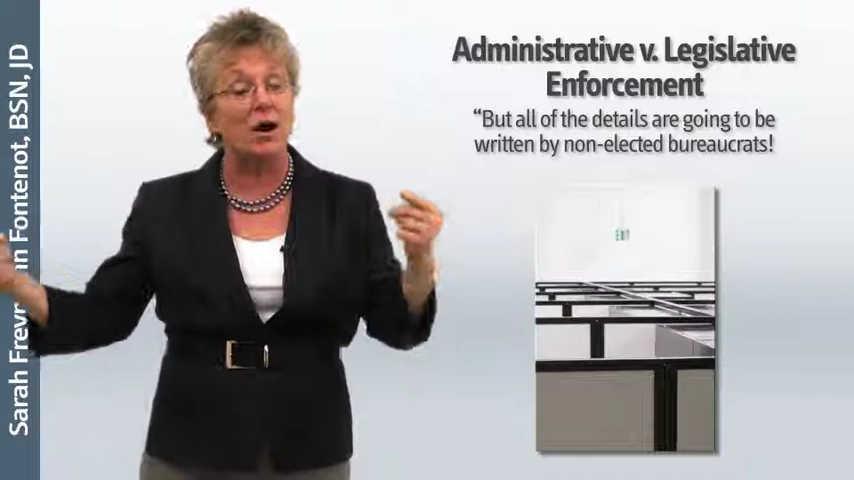 Administrative v. Legislative
Enforcement
“But all of the details are going to be
written by non-elected bureaucrats!
Sarah Fontenot, BSN, JD
EXIT